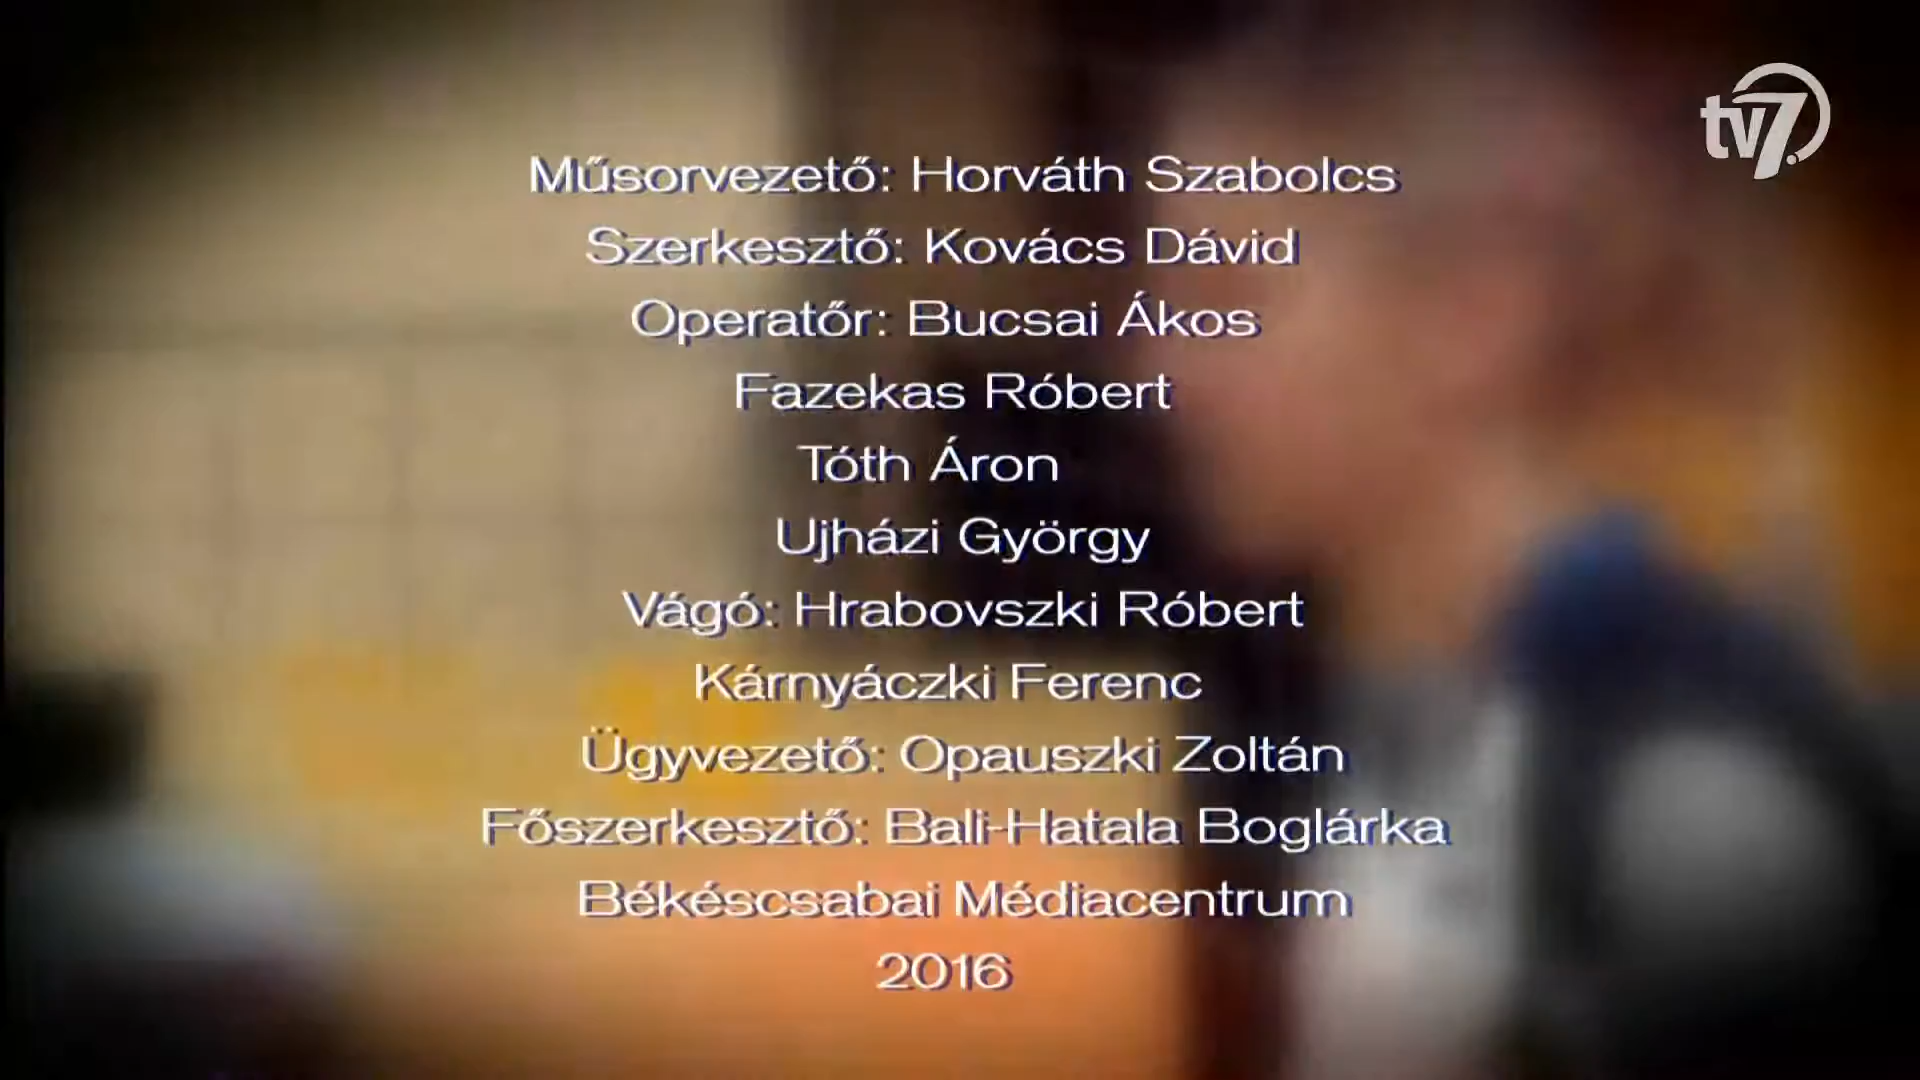 tv7.
Műsorvezető: Horváth Szabolcs
Szerkesztő: Kovács Dávid
Operatőr: Bucsai Ákos
Fazekas Róbert
Tóth Áron
Ujházi György
Vágó: Hrabovszki Róbert
Kárnyáczki Ferenc
Ügyvezető: Opauszki Zoltán
Főszerkesztő: Bali-Hatala Boglárka
Békéscsabai Médiacentrum
2016